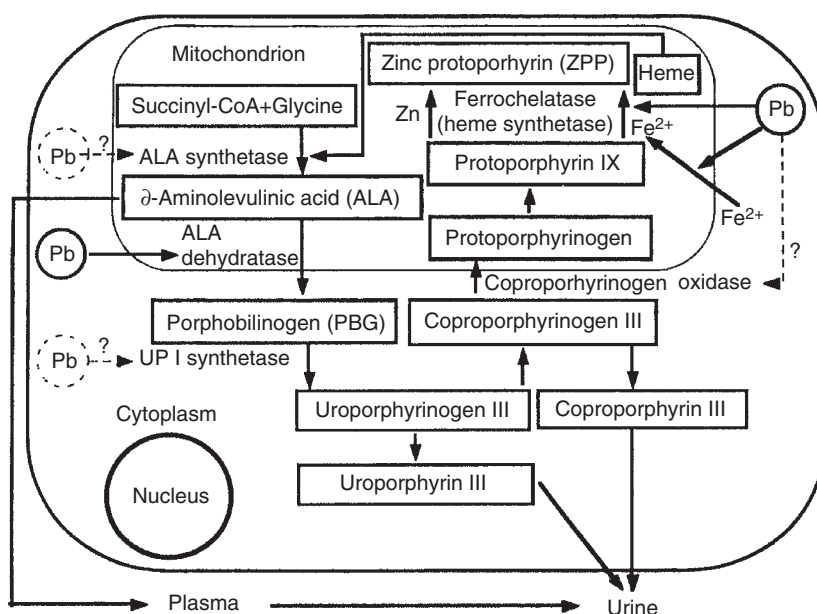 Mitochondrion
Zinc protoporhyrin (ZPP)
Heme
Succinyl-CoA+Glycine
Zn
Ferrochelatase
(heme synthetase)
Fe²⁺
Pb
Pb
?
ALA synthetase
Protoporphyrin IX
∂-Aminolevulinic acid (ALA)
Fe²⁺
Pb
ALA
dehydratase
Protoporphyrinogen
?
Coproporhyrinogen oxidase
Porphobilinogen (PBG)
Coproporphyrinogen III
Pb
?
UP I synthetase
Cytoplasm
Uroporphyrinogen III
Coproporphyrin III
Nucleus
Uroporphyrin III
Plasma
Urine